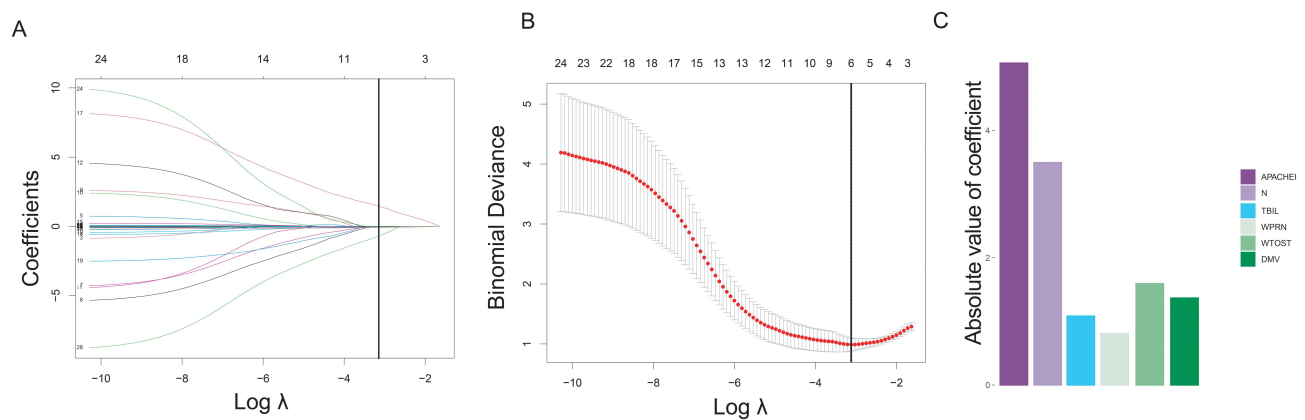 A
24 18 14 11 3
Coefficients
10
5
0
−5
24
17
12
19
6
28
−10 −8 −6 −4 −2
Log λ
B
24 23 22 18 18 17 15 13 13 12 11 10 9 6 5 4 3
Binomial Deviance
5
4
3
2
1
−10 −8 −6 −4 −2
Log λ
C
Absolute value of coefficient
4
2
0
APACHEI
N
TBIL
WPRN
WTOST
DMV